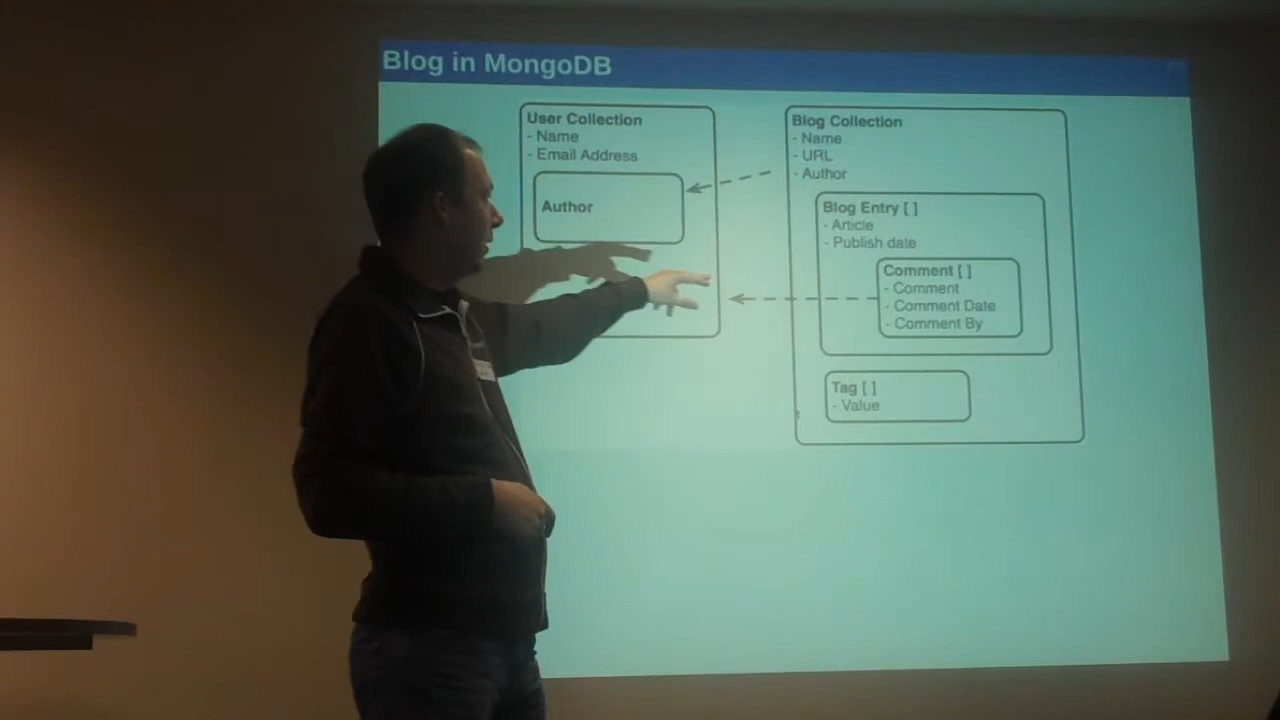 Blog in MongoDB
User Collection
- Name
- Email Address
Author
Blog Collection
- Name
- URL
- Author
Blog Entry [ ]
- Article
- Publish date
Comment [ ]
- Comment
- Comment Date
- Comment By
Tag [ ]
- Value